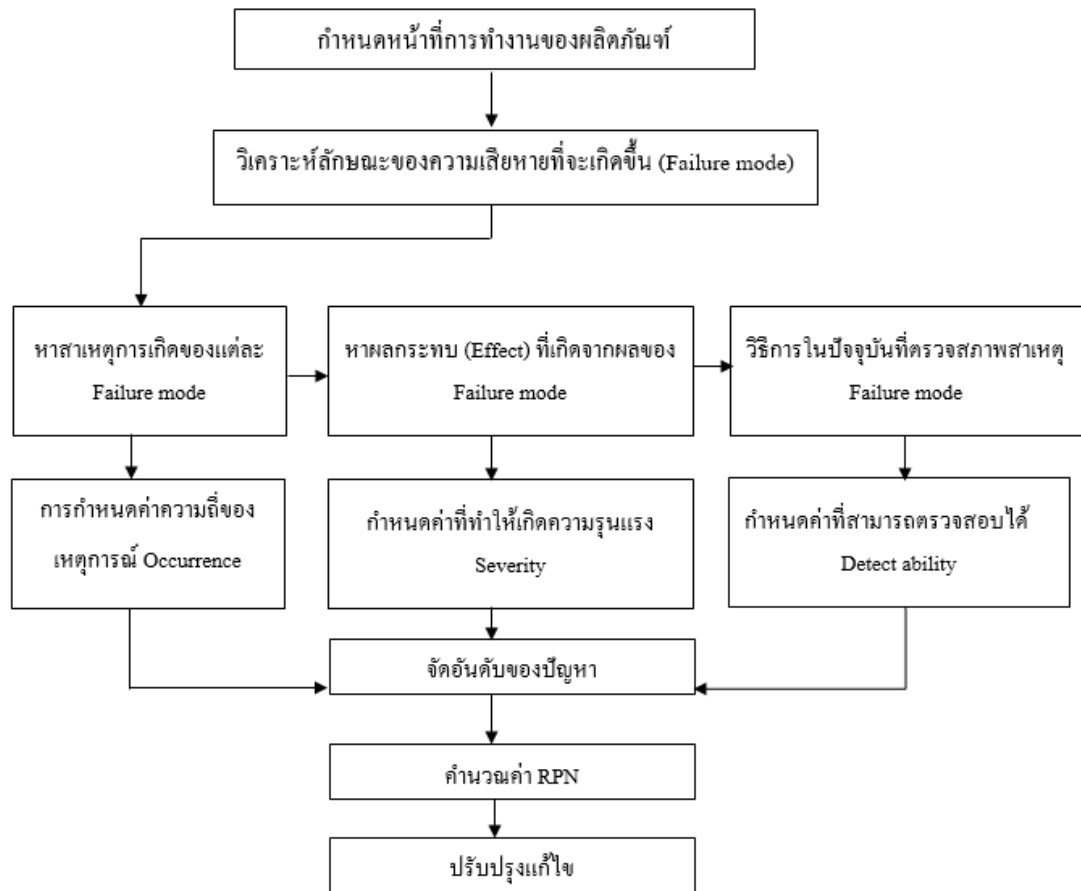 กำหนดหน้าที่การทำงานของผลิตภัณฑ์
วิเคราะห์ลักษณะของความเสียหายที่จะเกิดขึ้น (Failure mode)
หาสาเหตุการเกิดของแต่ละ
Failure mode
หาผลกระทบ (Effect) ที่เกิดจากผลของ
Failure mode
วิธีการในปัจจุบันที่ตรวจสภาพสาเหตุ
Failure mode
การกำหนดค่าความถี่ของ
เหตุการณ์ Occurrence
กำหนดค่าที่ทำให้เกิดความรุนแรง
Severity
กำหนดค่าที่สามารถตรวจสอบได้
Detect ability
จัดอันดับของปัญหา
คำนวณค่า RPN
ปรับปรุงแก้ไข